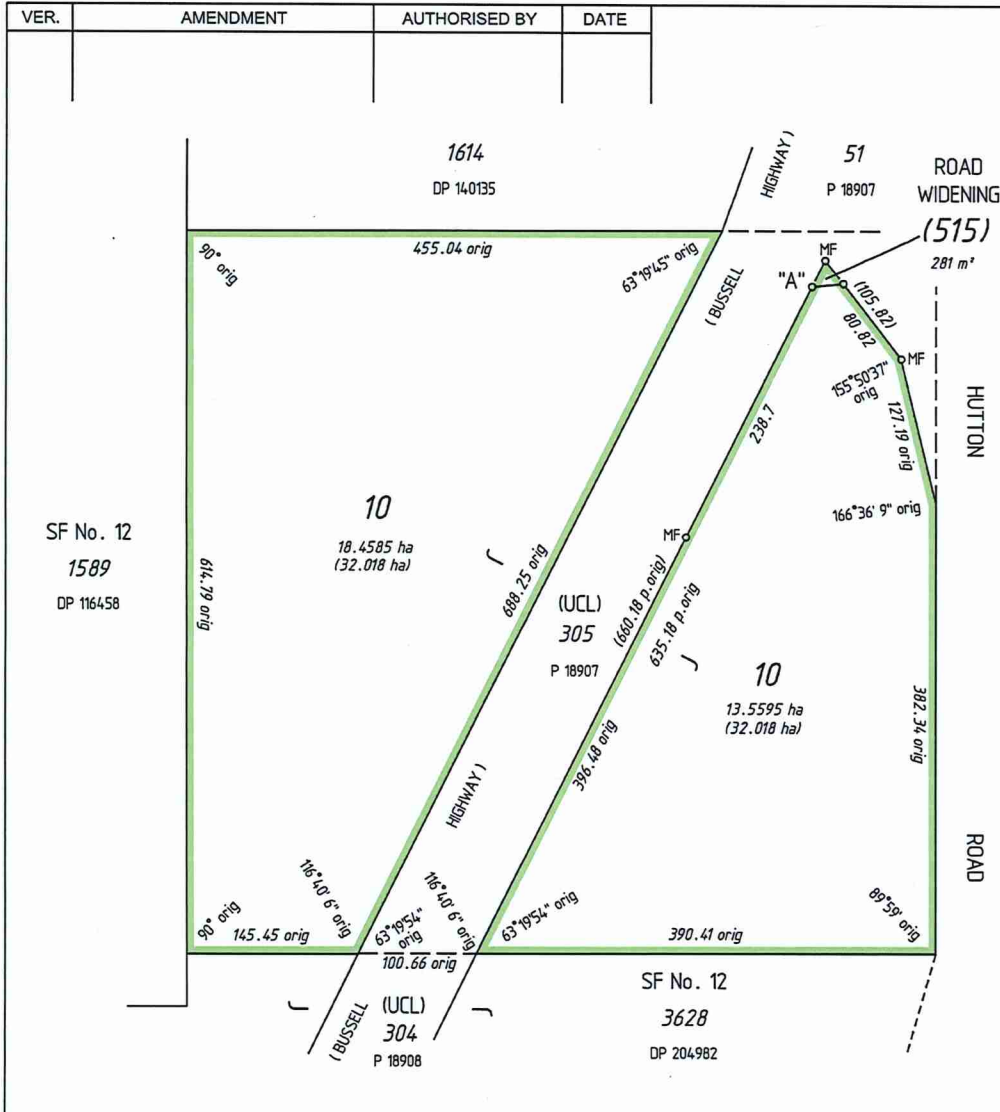 VER. AMENDMENT AUTHORISED BY DATE
1614
DP 140135
HIGHWAY )
51
P 18907
ROAD
WIDENING
(515)
281 m²
90° orig
455.04 orig
63°19'45" orig
( BUSSELL
"A"
MF
(105.82)
80.82
MF
155°50'37"
orig
127.19 orig
HUTTON
238.7
166°36' 9" orig
SF No. 12
1589
DP 116458
10
18.4585 ha
(32.018 ha)
614.79 orig
688.25 orig
MF
(UCL)
305
P 18907
(660.18 p.orig)
635.18 p.orig
10
13.5595 ha
(32.018 ha)
382.34 orig
396.48 orig
HIGHWAY )
ROAD
90° orig
145.45 orig
116°40' 6" orig
63°19'54"
orig
116°40' 6" orig
100.66 orig
63°19'54" orig
390.41 orig
89°59' orig
( BUSSELL
(UCL)
304
P 18908
SF No. 12
3628
DP 204982